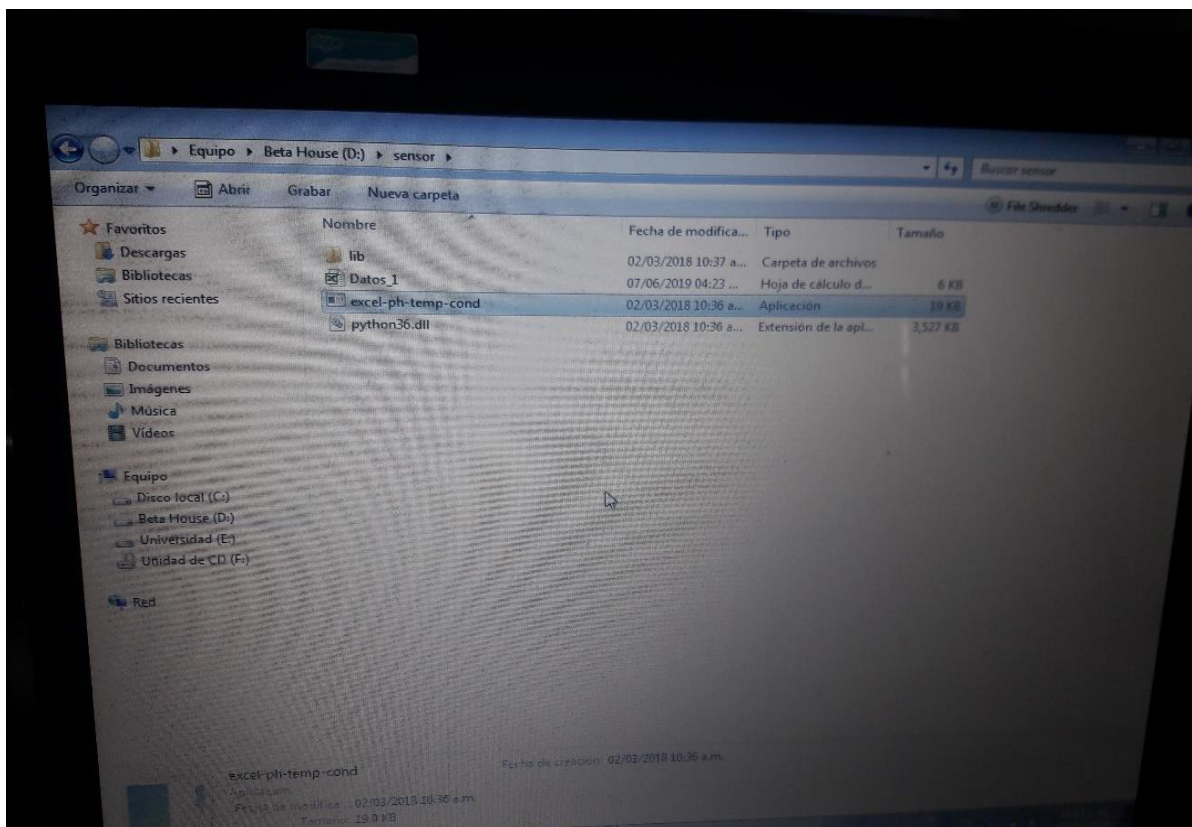 Equipo Beta House (D:) sensor Buscar sensor
Organizar Abrir Grabar Nueva carpeta File Shredder
Favoritos
Descargas
Bibliotecas
Sitios recientes
Bibliotecas
Documentos
Imágenes
Música
Vídeos
Equipo
Disco local (C:)
Beta House (D:)
Universidad (E:)
Unidad de CD (F:)
Red
Nombre Fecha de modifica... Tipo Tamaño
lib 02/03/2018 10:37 a... Carpeta de archivos
Datos_1 07/06/2019 04:23 ... Hoja de cálculo d... 6 KB
excel-ph-temp-cond 02/03/2018 10:36 a... Aplicación 19 KB
python36.dll 02/03/2018 10:36 a... Extensión de la apl... 3,527 KB
excel-ph-temp-cond Fecha de creación: 02/03/2018 10:36 a.m.
Aplicación
Fecha de modifica...: 02/03/2018 10:36 a.m.
Tamaño: 19.0 KB